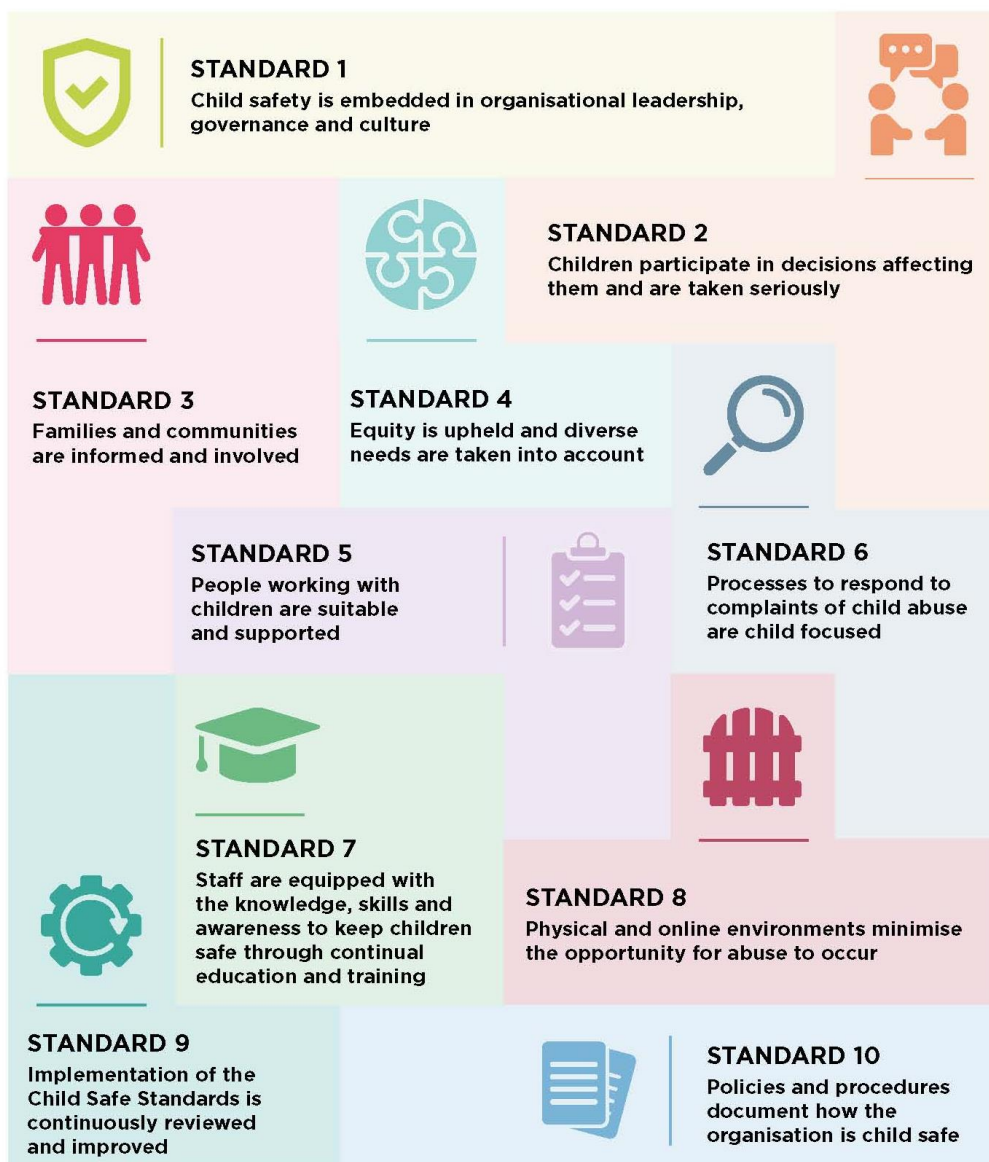 STANDARD 1
Child safety is embedded in organisational leadership,
governance and culture
STANDARD 2
Children participate in decisions affecting
them and are taken seriously
STANDARD 3
Families and communities
are informed and involved
STANDARD 4
Equity is upheld and diverse
needs are taken into account
STANDARD 5
People working with
children are suitable
and supported
STANDARD 6
Processes to respond to
complaints of child abuse
are child focused
STANDARD 7
Staff are equipped with
the knowledge, skills and
awareness to keep children
safe through continual
education and training
STANDARD 8
Physical and online environments minimise
the opportunity for abuse to occur
STANDARD 9
Implementation of the
Child Safe Standards is
continuously reviewed
and improved
STANDARD 10
Policies and procedures
document how the
organisation is child safe